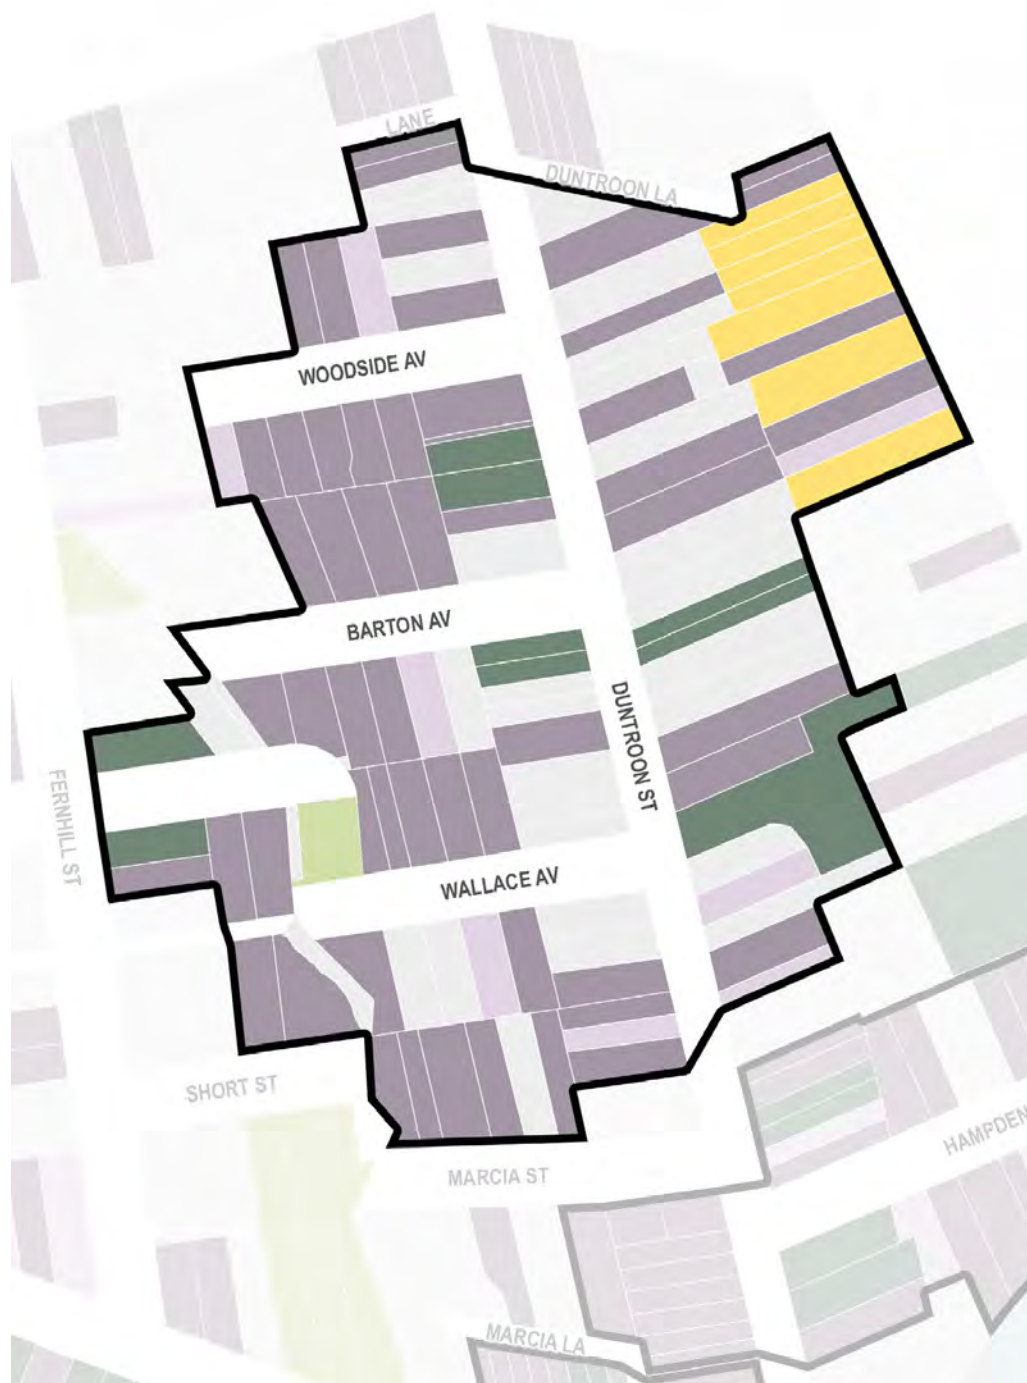 LANE
DUNTROON LA
WOODSIDE AV
BARTON AV
DUNTROON ST
FERNHILL ST
WALLACE AV
SHORT ST
HAMPDEN
MARCIA ST
MARCIA LA